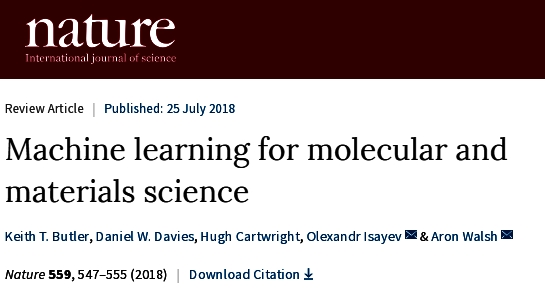 nature
International journal of science
Review Article | Published: 25 July 2018
Machine learning for molecular and
materials science
Keith T. Butler, Daniel W. Davies, Hugh Cartwright, Olexandr Isayev & Aron Walsh
Nature 559, 547–555 (2018) | Download Citation